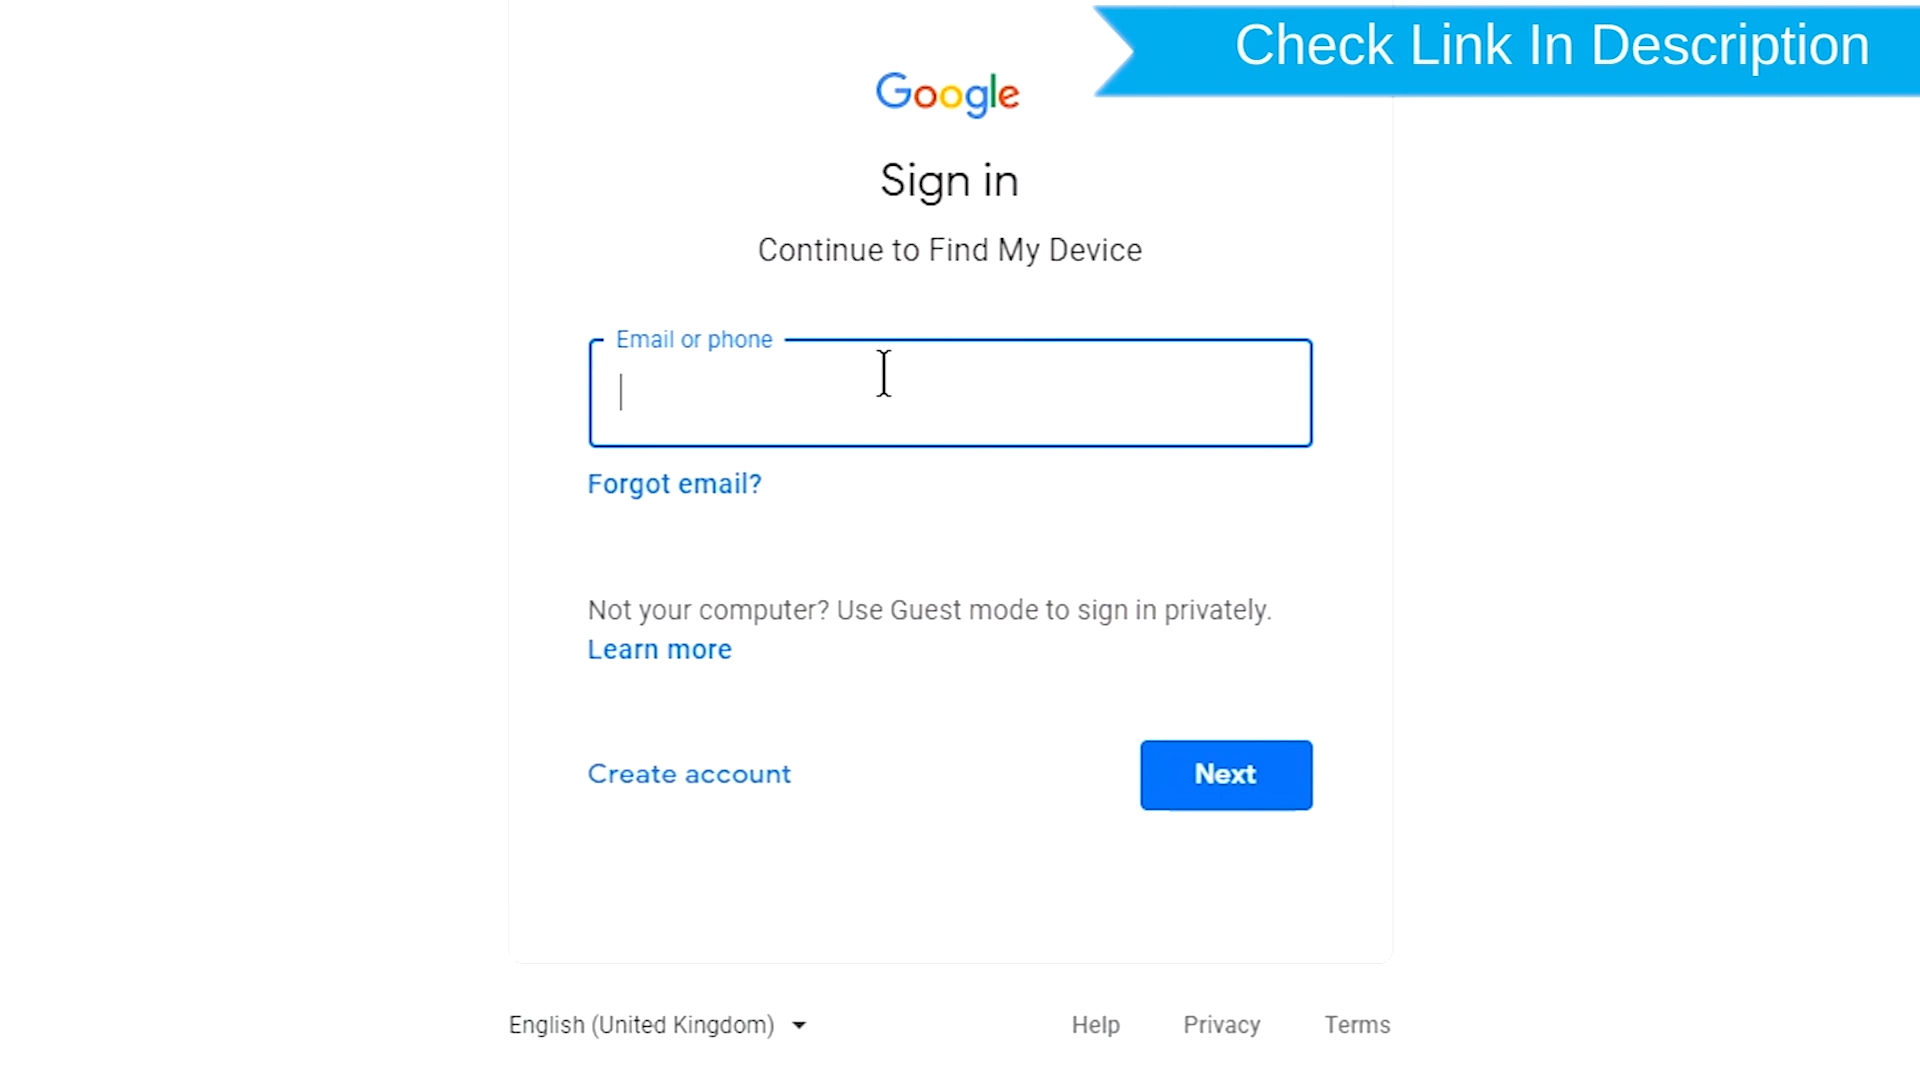 Check Link In Description
Google
Sign in
Continue to Find My Device
Email or phone
Forgot email?
Not your computer? Use Guest mode to sign in privately.
Learn more
Create account
Next
English (United Kingdom)
Help
Privacy
Terms